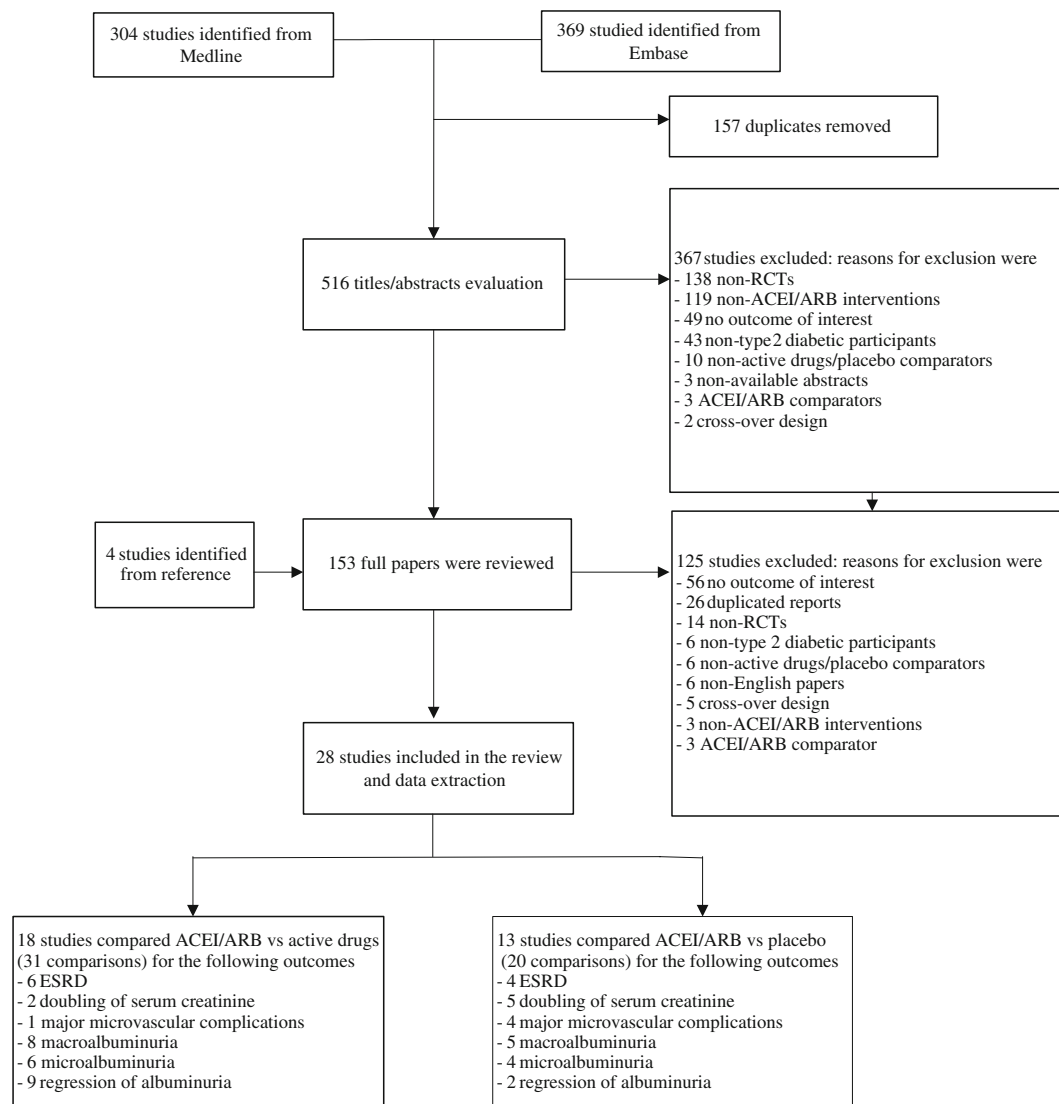 304 studies identified from
Medline
369 studied identified from
Embase
157 duplicates removed
516 titles/abstracts evaluation
367 studies excluded: reasons for exclusion were
- 138 non-RCTs
- 119 non-ACEI/ARB interventions
- 49 no outcome of interest
- 43 non-type 2 diabetic participants
- 10 non-active drugs/placebo comparators
- 3 non-available abstracts
- 3 ACEI/ARB comparators
- 2 cross-over design
4 studies identified
from reference
153 full papers were reviewed
125 studies excluded: reasons for exclusion were
- 56 no outcome of interest
- 26 duplicated reports
- 14 non-RCTs
- 6 non-type 2 diabetic participants
- 6 non-active drugs/placebo comparators
- 6 non-English papers
- 5 cross-over design
- 3 non-ACEI/ARB interventions
- 3 ACEI/ARB comparator
28 studies included in the review
and data extraction
18 studies compared ACEI/ARB vs active drugs
(31 comparisons) for the following outcomes
- 6 ESRD
- 2 doubling of serum creatinine
- 1 major microvascular complications
- 8 macroalbuminuria
- 6 microalbuminuria
- 9 regression of albuminuria
13 studies compared ACEI/ARB vs placebo
(20 comparisons) for the following outcomes
- 4 ESRD
- 5 doubling of serum creatinine
- 4 major microvascular complications
- 5 macroalbuminuria
- 4 microalbuminuria
- 2 regression of albuminuria